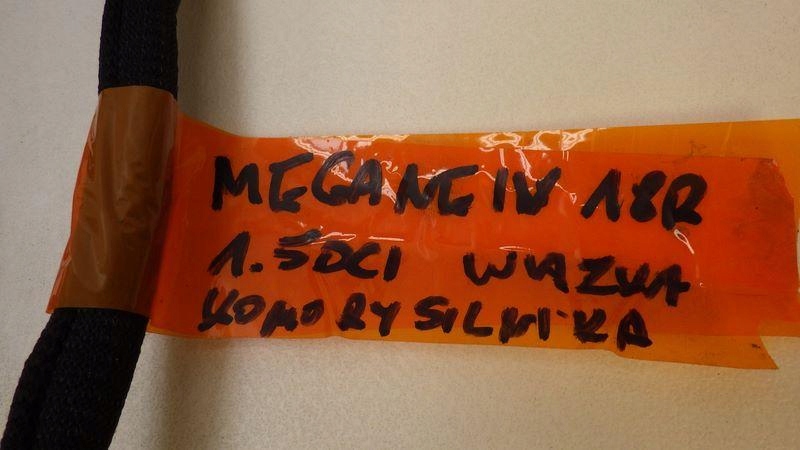 MEGANE IV 18R
1.5DCI WIAZKA
KOMORY SILNIKA